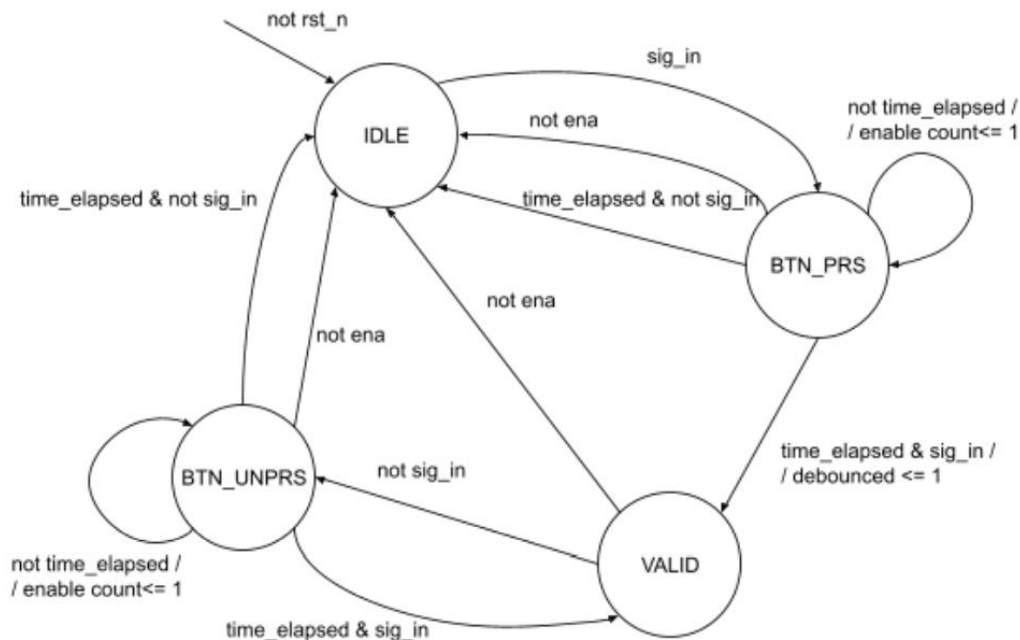 not rst_n
sig_in
IDLE
not ena
not time_elapsed /
/ enable count<= 1
time_elapsed & not sig_in
time_elapsed & not sig_in
BTN_PRS
not ena
not ena
time_elapsed & sig_in /
/ debounced <= 1
BTN_UNPRS
not sig_in
VALID
not time_elapsed /
/ enable count<= 1
time_elapsed & sig_in